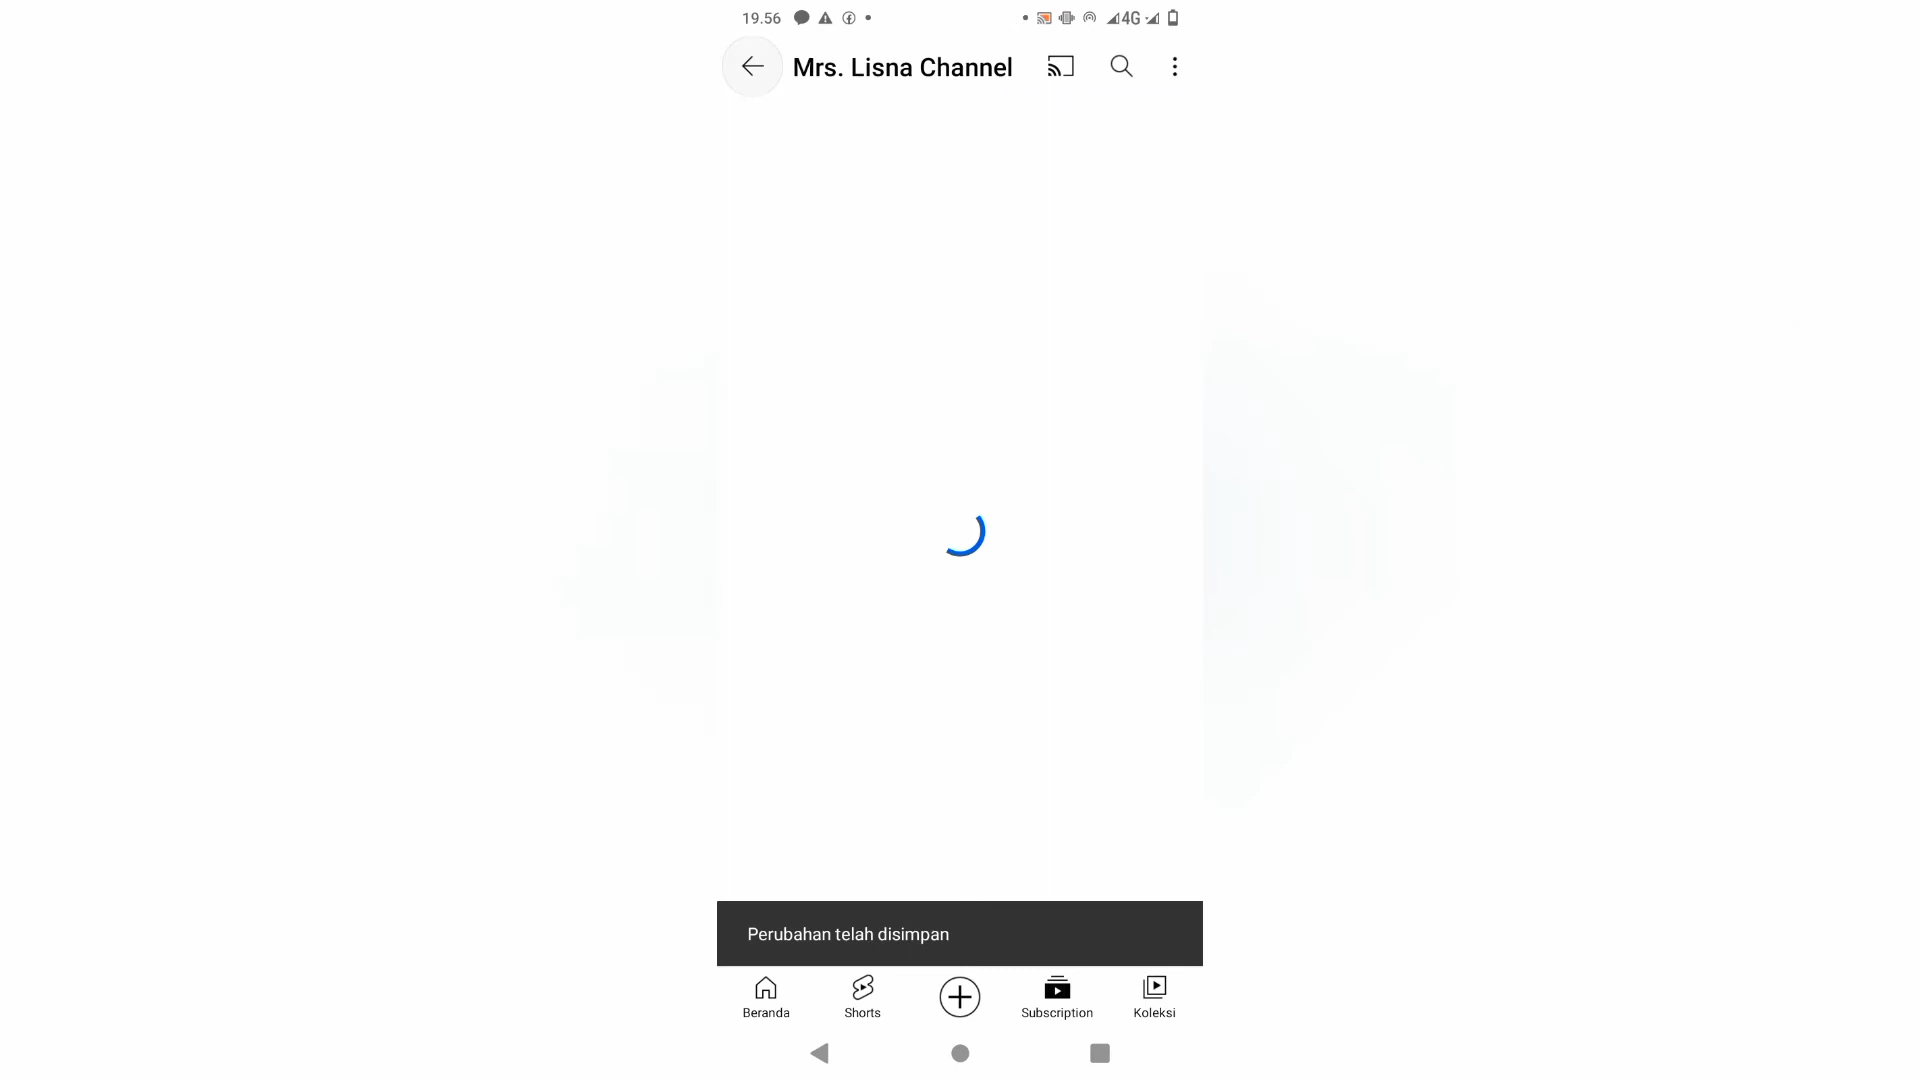 19.56
4G
Mrs. Lisna Channel
Perubahan telah disimpan
Beranda
Shorts
Subscription
Koleksi